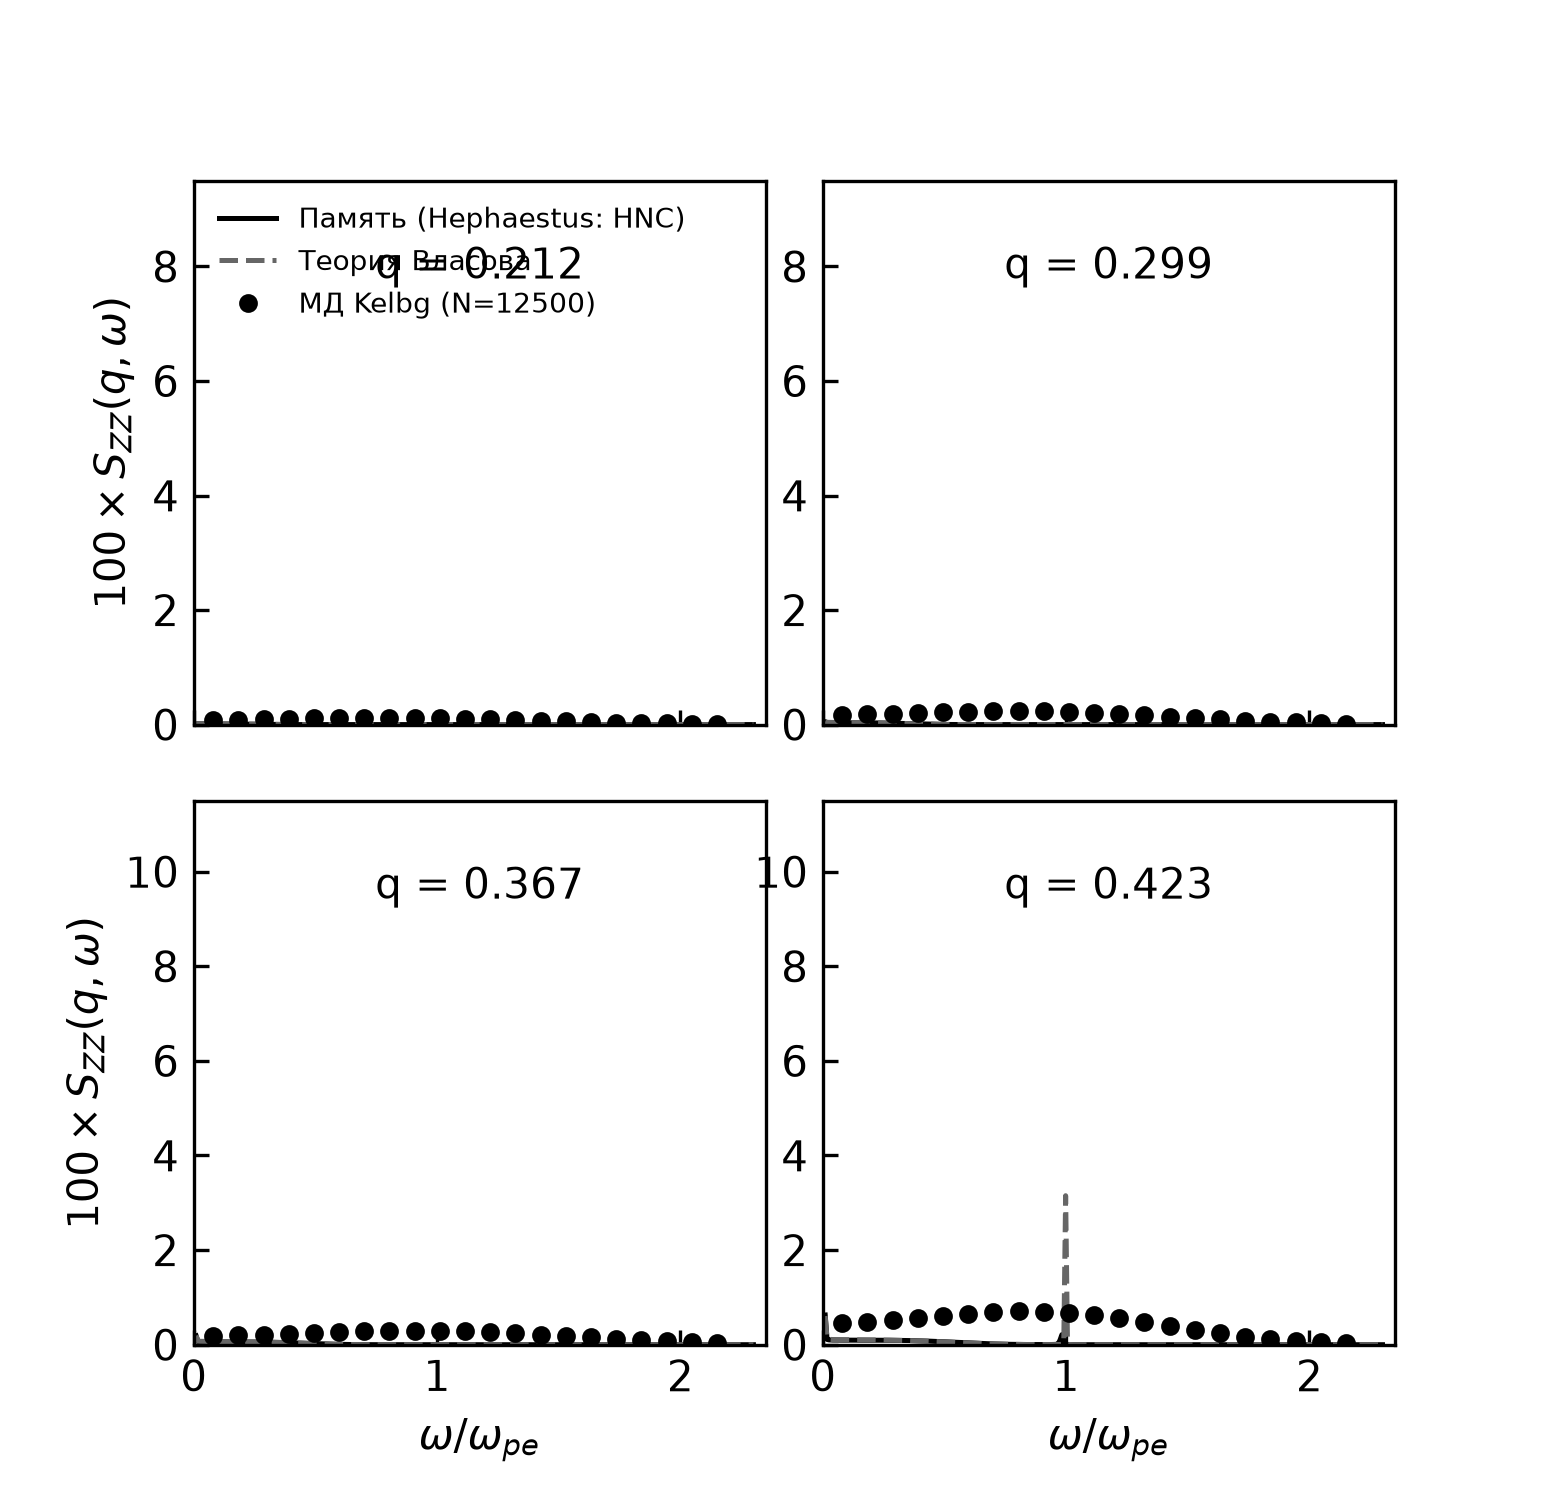 Память (Hephaestus: HNC)
Теория Власова
q = 0.212
МД Kelbg (N=12500)
100 × S_ZZ(q, ω)
8
6
4
2
0
q = 0.299
8
6
4
2
0
q = 0.367
100 × S_ZZ(q, ω)
10
8
6
4
2
0
0 1 2
ω/ω_pe
q = 0.423
10
8
6
4
2
0
0 1 2
ω/ω_pe